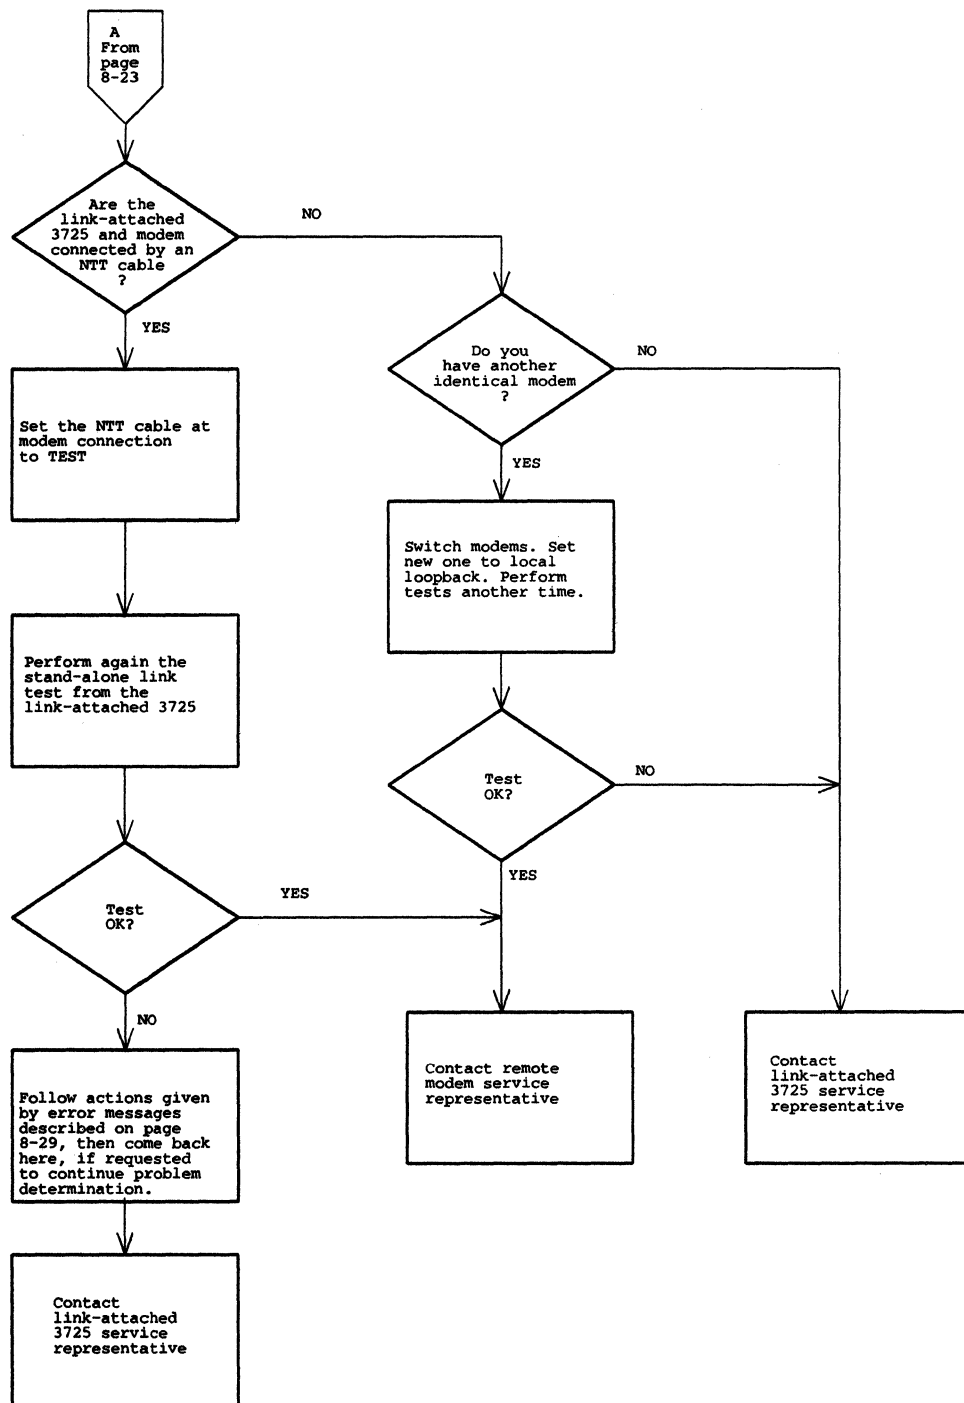 A
From
page
8-23
Are the
link-attached
3725 and modem
connected by an
NTT cable
?
NO
YES
Do you
have another
identical modem
?
NO
YES
Set the NTT cable at
modem connection
to TEST
Switch modems. Set
new one to local
loopback. Perform
tests another time.
Perform again the
stand-alone link
test from the
link-attached 3725
Test
OK?
NO
YES
Test
OK?
YES
NO
Contact remote
modem service
representative
Contact
link-attached
3725 service
representative
Follow actions given
by error messages
described on page
8-29, then come back
here, if requested
to continue problem
determination.
Contact
link-attached
3725 service
representative